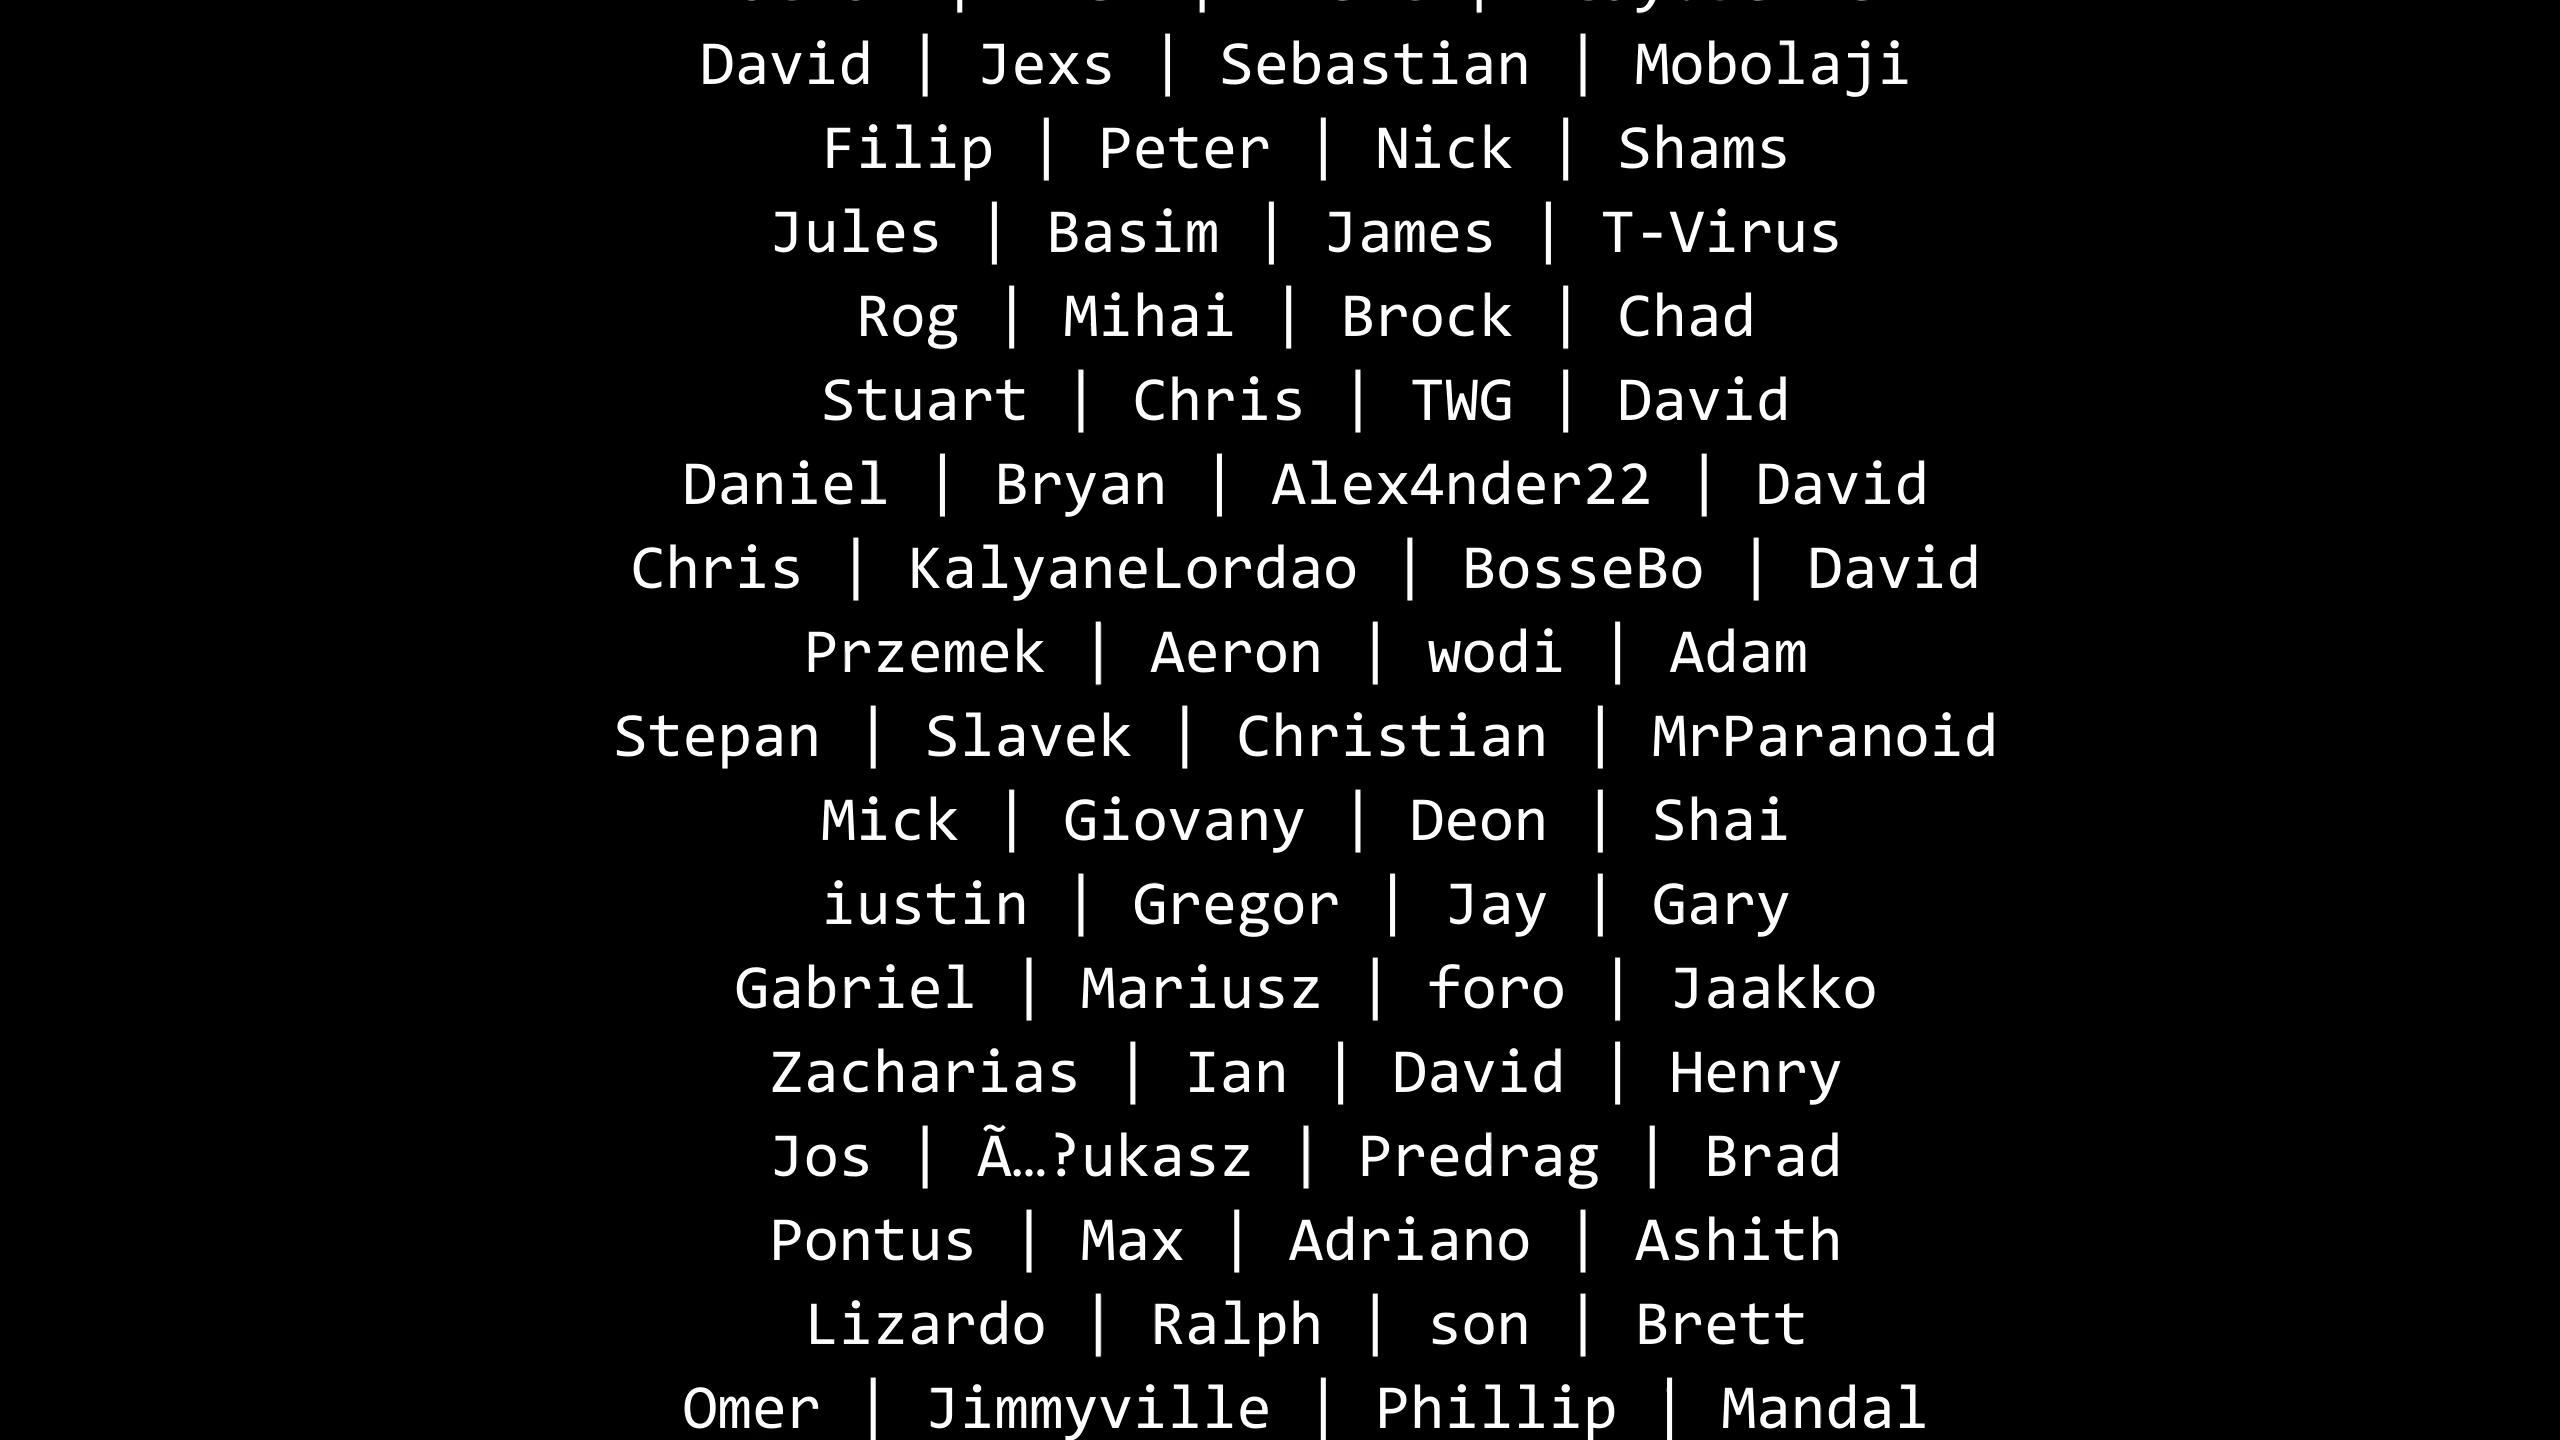 David | Jexs | Sebastian | Mobolaji
Filip | Peter | Nick | Shams
Jules | Basim | James | T-Virus
Rog | Mihai | Brock | Chad
Stuart | Chris | TWG | David
Daniel | Bryan | Alex4nder22 | David
Chris | KalyaneLordao | BosseBo | David
Przemek | Aeron | wodi | Adam
Stepan | Slavek | Christian | MrParanoid
Mick | Giovany | Deon | Shai
iustin | Gregor | Jay | Gary
Gabriel | Mariusz | foro | Jaakko
Zacharias | Ian | David | Henry
Jos | Ã…?ukasz | Predrag | Brad
Pontus | Max | Adriano | Ashith
Lizardo | Ralph | son | Brett
Omer | Jimmyville | Phillip | Mandal